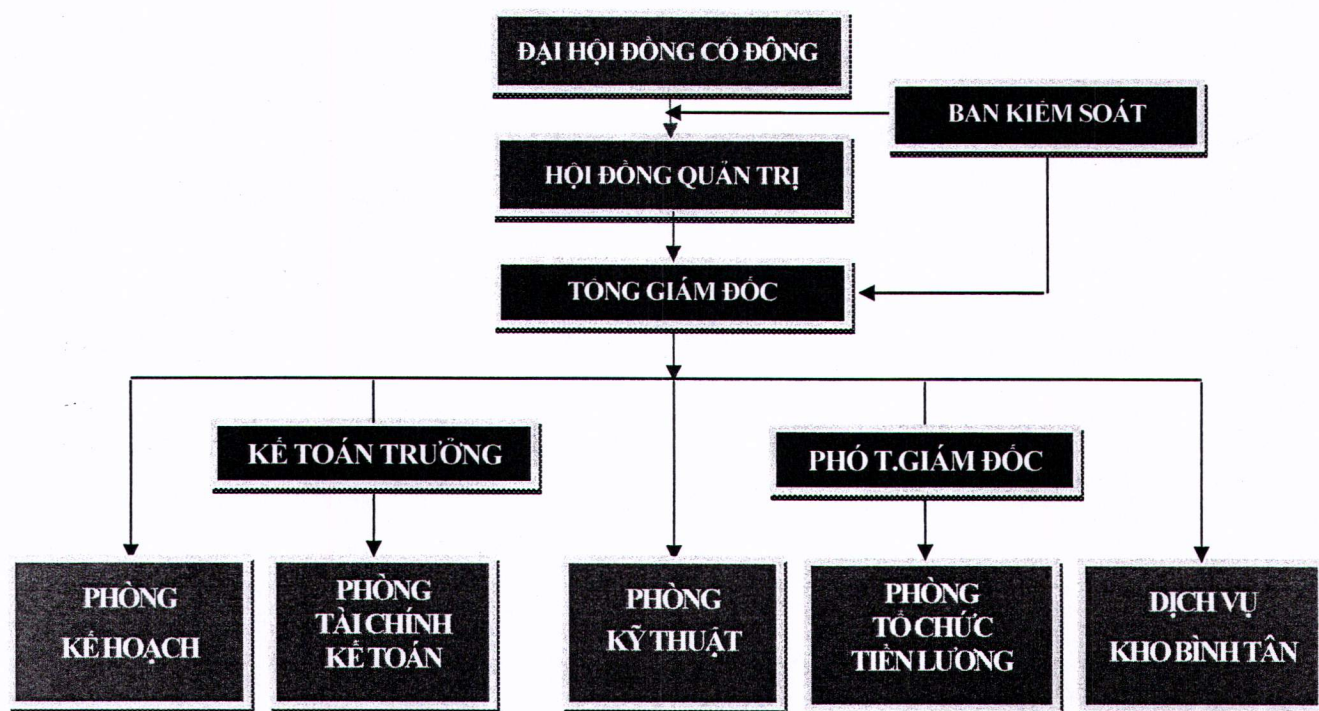 ĐẠI HỘI ĐỒNG CỔ ĐÔNG
BAN KIỂM SOÁT
HỘI ĐỒNG QUẢN TRỊ
TỔNG GIÁM ĐỐC
KẾ TOÁN TRƯỞNG
PHÓ T.GIÁM ĐỐC
PHÒNG
KẾ HOẠCH
PHÒNG
TÀI CHÍNH
KẾ TOÁN
PHÒNG
KỸ THUẬT
PHÒNG
TỔ CHỨC
TIỀN LƯƠNG
DỊCH VỤ
KHO BÌNH TÂN